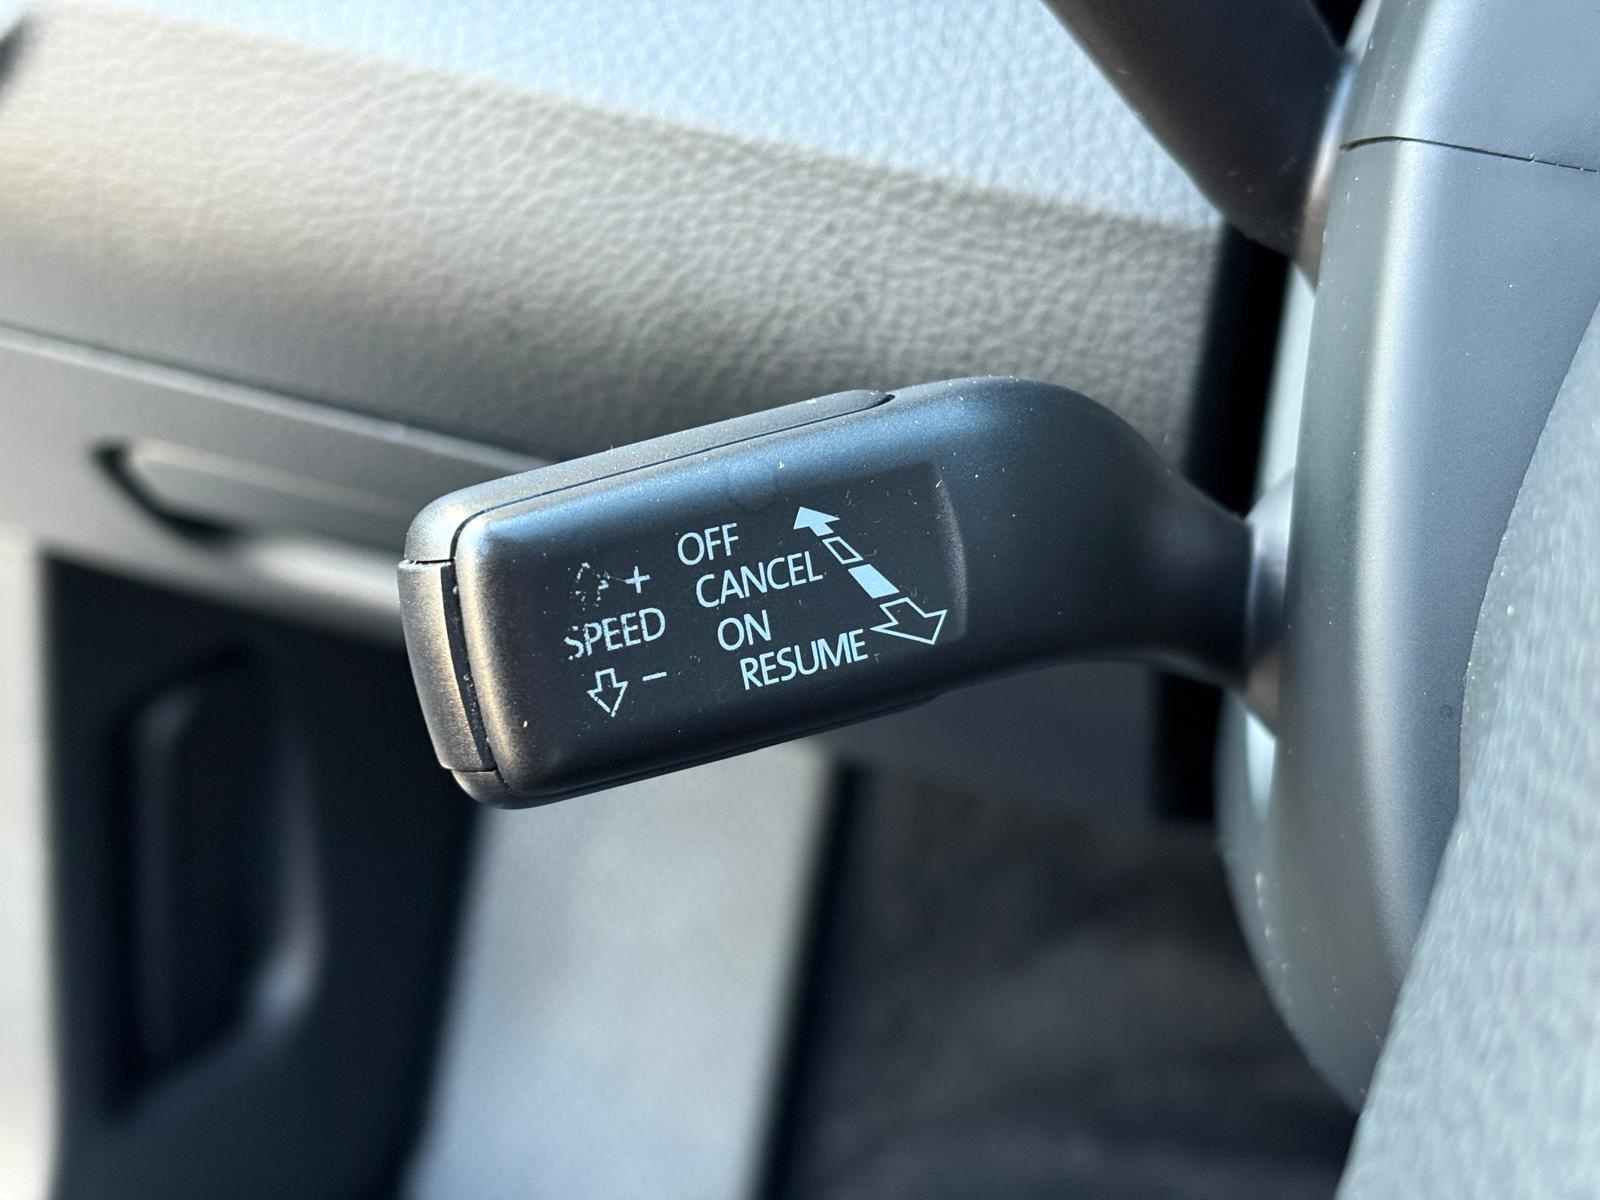 OFF
CANCEL
ON
RESUME
+
SPEED
−